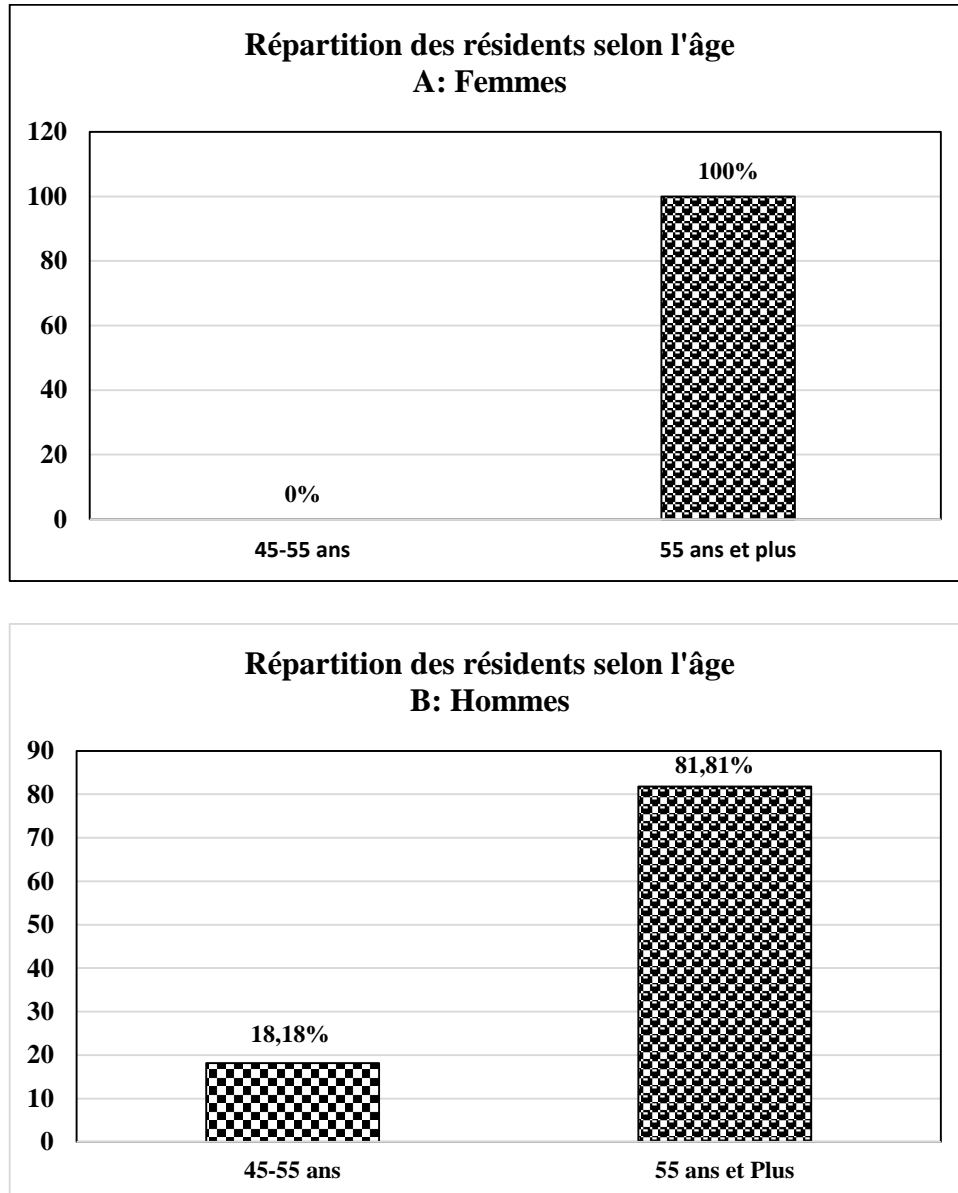 Répartition des résidents selon l'âge
A: Femmes
120
100
80
60
40
20
0
100%
0%
45-55 ans
55 ans et plus
Répartition des résidents selon l'âge
B: Hommes
90
80
70
60
50
40
30
20
10
0
81,81%
18,18%
45-55 ans
55 ans et Plus